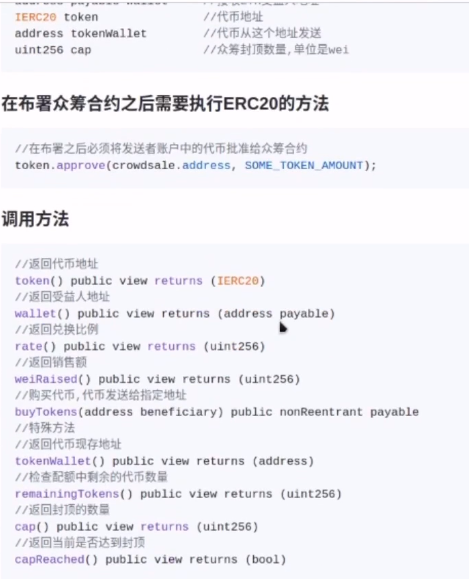 IERC20 token //代币地址
address tokenWallet //代币从这个地址发送
uint256 cap //众筹封顶数量,单位是wei
在布署众筹合约之后需要执行ERC20的方法
//在布署之后必须将发送者账户中的代币批准给众筹合约
token.approve(crowdsale.address, SOME_TOKEN_AMOUNT);
调用方法
//返回代币地址
token() public view returns (IERC20)
//返回受益人地址
wallet() public view returns (address payable)
//返回兑换比例
rate() public view returns (uint256)
//返回销售额
weiRaised() public view returns (uint256)
//购买代币,代币发送给指定地址
buyTokens(address beneficiary) public nonReentrant payable
//特殊方法
//返回代币现存地址
tokenWallet() public view returns (address)
//检查配额中剩余的代币数量
remainingTokens() public view returns (uint256)
//返回封顶的数量
cap() public view returns (uint256)
//返回当前是否达到封顶
capReached() public view returns (bool)